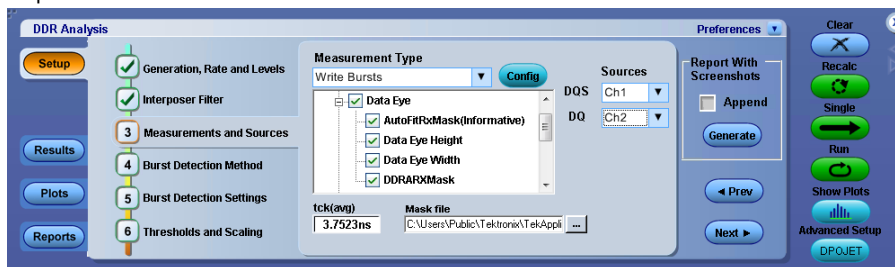 DDR Analysis
Preferences
Clear
Setup
Generation, Rate and Levels
Interposer Filter
3 Measurements and Sources
4 Burst Detection Method
5 Burst Detection Settings
6 Thresholds and Scaling
Results
Plots
Reports
Measurement Type
Write Bursts
Config
Data Eye
AutoFitRxMask(Informative)
Data Eye Height
Data Eye Width
DDRARXMask
tck(avg)
3.7523ns
Mask file
C:\Users\Public\Tektronix\TekAppli
...
Sources
DQS Ch1
DQ Ch2
Report With
Screenshots
Append
Generate
Prev
Next
Recalc
Single
Run
Show Plots
Advanced Setup
DPOJET